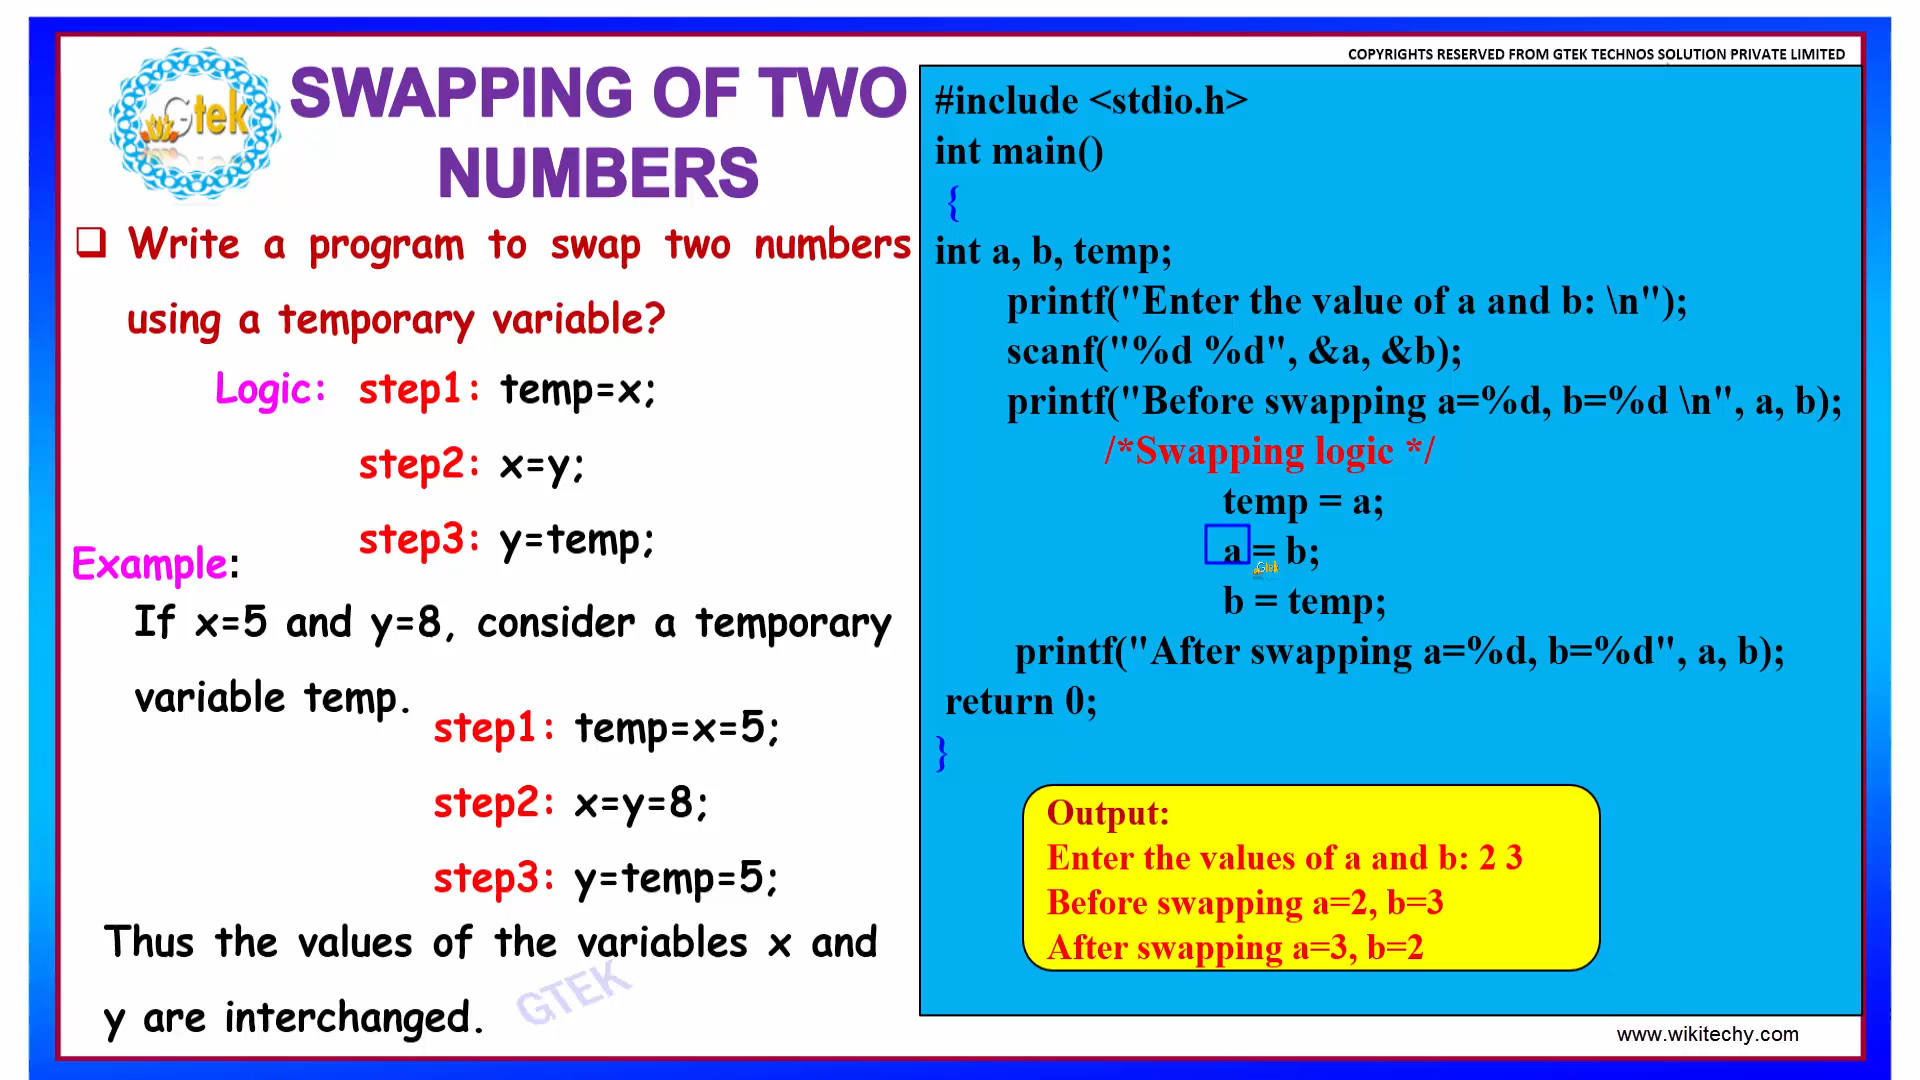 COPYRIGHTS RESERVED FROM GTEK TECHNOS SOLUTION PRIVATE LIMITED
Gtek
SWAPPING OF TWO
NUMBERS
❑ Write a program to swap two numbers
using a temporary variable?
Logic: step1: temp=x;
step2: x=y;
step3: y=temp;
Example:
If x=5 and y=8, consider a temporary
variable temp.
step1: temp=x=5;
step2: x=y=8;
step3: y=temp=5;
Thus the values of the variables x and
y are interchanged.
GTEK
#include <stdio.h>
int main()
{
int a, b, temp;
printf("Enter the value of a and b: \n");
scanf("%d %d", &a, &b);
printf("Before swapping a=%d, b=%d \n", a, b);
/*Swapping logic */
temp = a;
a = b;
Gtek
b = temp;
printf("After swapping a=%d, b=%d", a, b);
return 0;
}
Output:
Enter the values of a and b: 2 3
Before swapping a=2, b=3
After swapping a=3, b=2
www.wikitechy.com